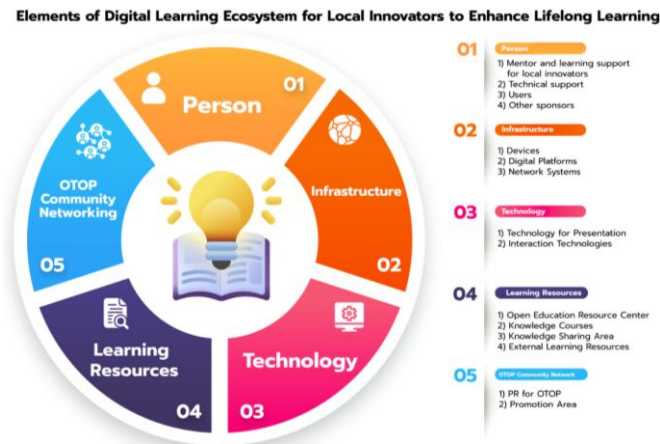 Elements of Digital Learning Ecosystem for Local Innovators to Enhance Lifelong Learning
01
Person
Infrastructure
02
Technology
03
Learning
Resources
04
OTOP
Community
Networking
05
01
Person
1) Mentor and learning support
for local innovators
2) Technical support
3) Users
4) Other sponsors
02
Infrastructure
1) Devices
2) Digital Platforms
3) Network Systems
03
Technology
1) Technology for Presentation
2) Interaction Technologies
04
Learning Resources
1) Open Education Resource Center
2) Knowledge Courses
3) Knowledge Sharing Area
4) External Learning Resources
05
OTOP Community Network
1) PR for OTOP
2) Promotion Area